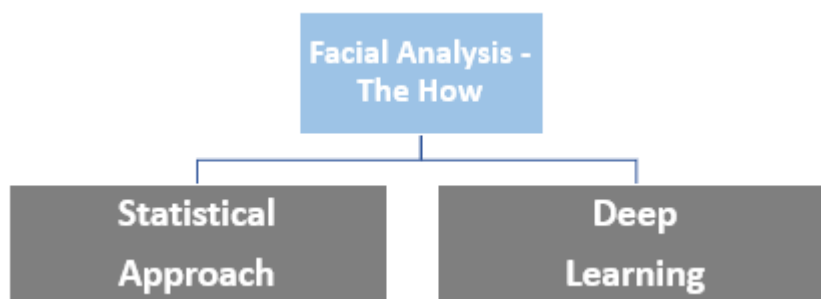 Facial Analysis -
The How
Statistical
Approach
Deep
Learning